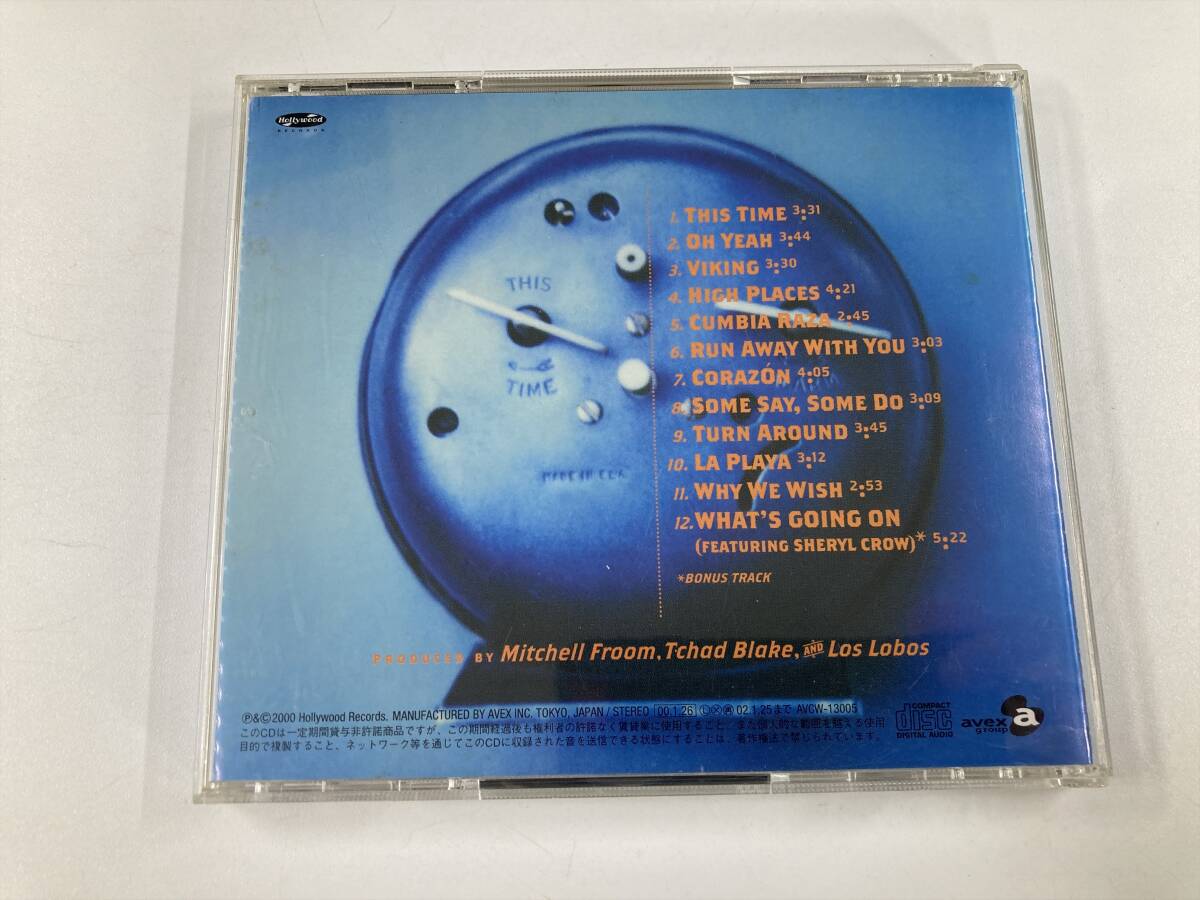 Hollywood
RECORDS
THIS
TIME
MADE IN U.S.A.
1. THIS TIME 3:31
2. OH YEAH 3:44
3. VIKING 3:30
4. HIGH PLACES 4:21
5. CUMBIA RAZA 2:45
6. RUN AWAY WITH YOU 3:03
7. CORAZÓN 4:05
8. SOME SAY, SOME DO 3:09
9. TURN AROUND 3:45
10. LA PLAYA 3:12
11. WHY WE WISH 2:53
12. WHAT'S GOING ON
(FEATURING SHERYL CROW)* 5:22
*BONUS TRACK
PRODUCED BY Mitchell Froom, Tchad Blake, AND Los Lobos
℗&©2000 Hollywood Records. MANUFACTURED BY AVEX INC. TOKYO, JAPAN / STEREO 00.1.26 Ⓛ Ⓧ 再 02.1.25まで AVCW-13005
このCDは一定期間貸与非許諾商品ですが、この期間経過後も権利者の許諾なく賃貸業に使用すること、また個人的な範囲を越える使用
目的で複製すること、ネットワーク等を通じてこのCDに収録された音を送信できる状態にすることは、著作権法で禁じられています。
COMPACT
disc
DIGITAL AUDIO
avex
group
a